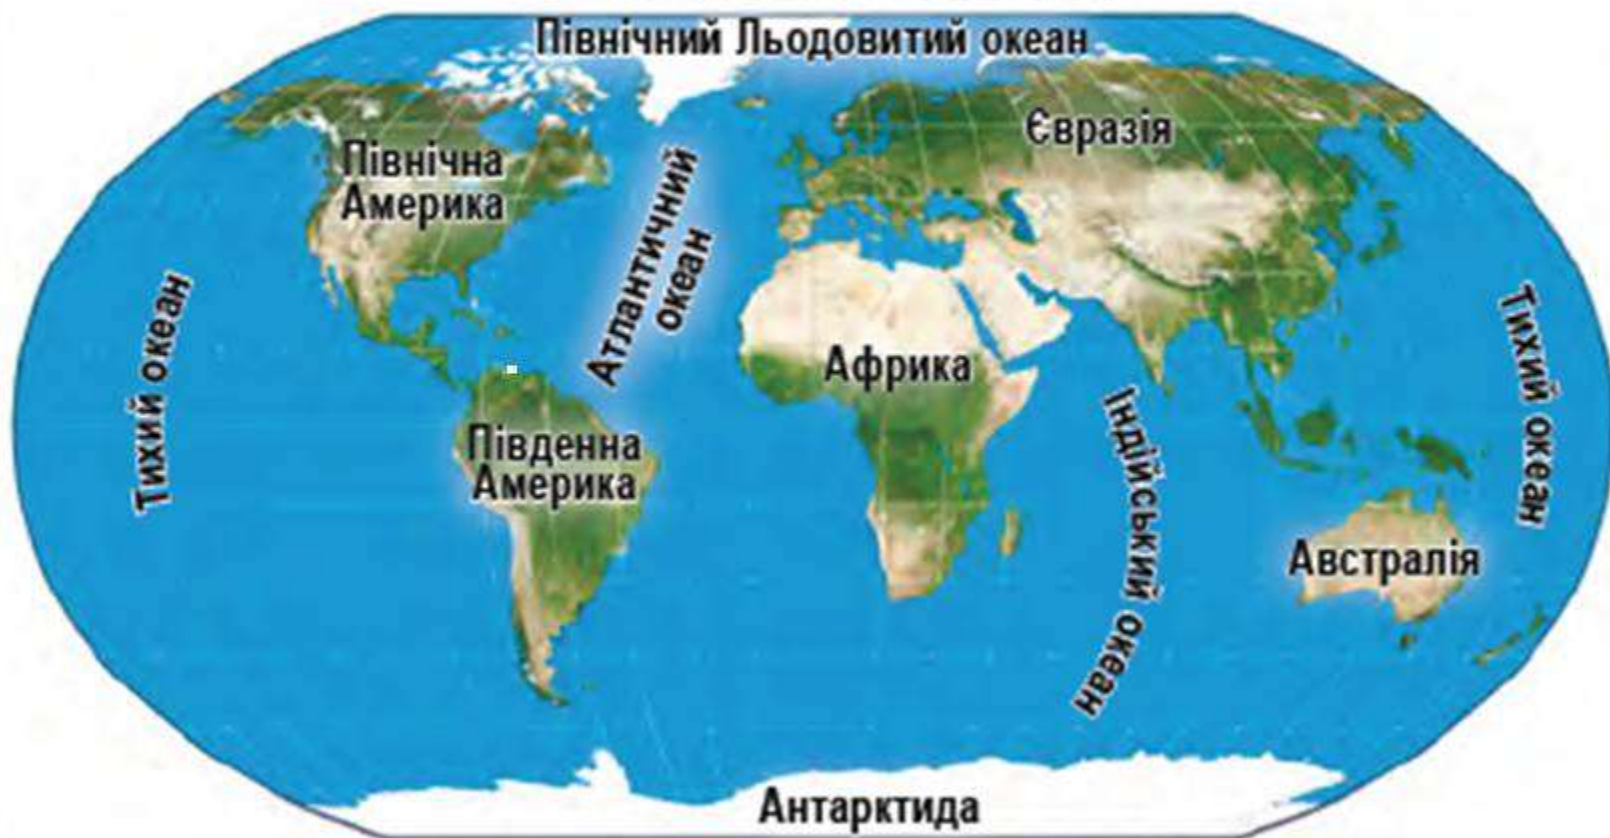 Північний Льодовитий океан
Північна
Америка
Євразія
Атлантичний
океан
Тихий океан
Тихий океан
Африка
Індійський океан
Південна
Америка
Австралія
Антарктида